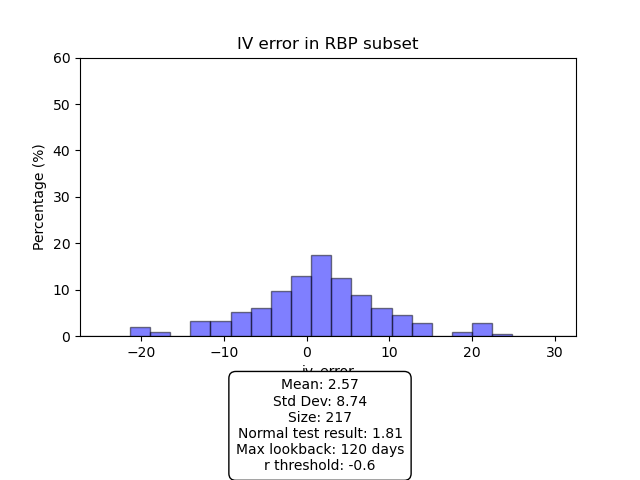 IV error in RBP subset
Percentage (%)
60
50
40
30
20
10
0
−20
−10
0
10
20
30
iv_error
Mean: 2.57
Std Dev: 8.74
Size: 217
Normal test result: 1.81
Max lookback: 120 days
r threshold: -0.6